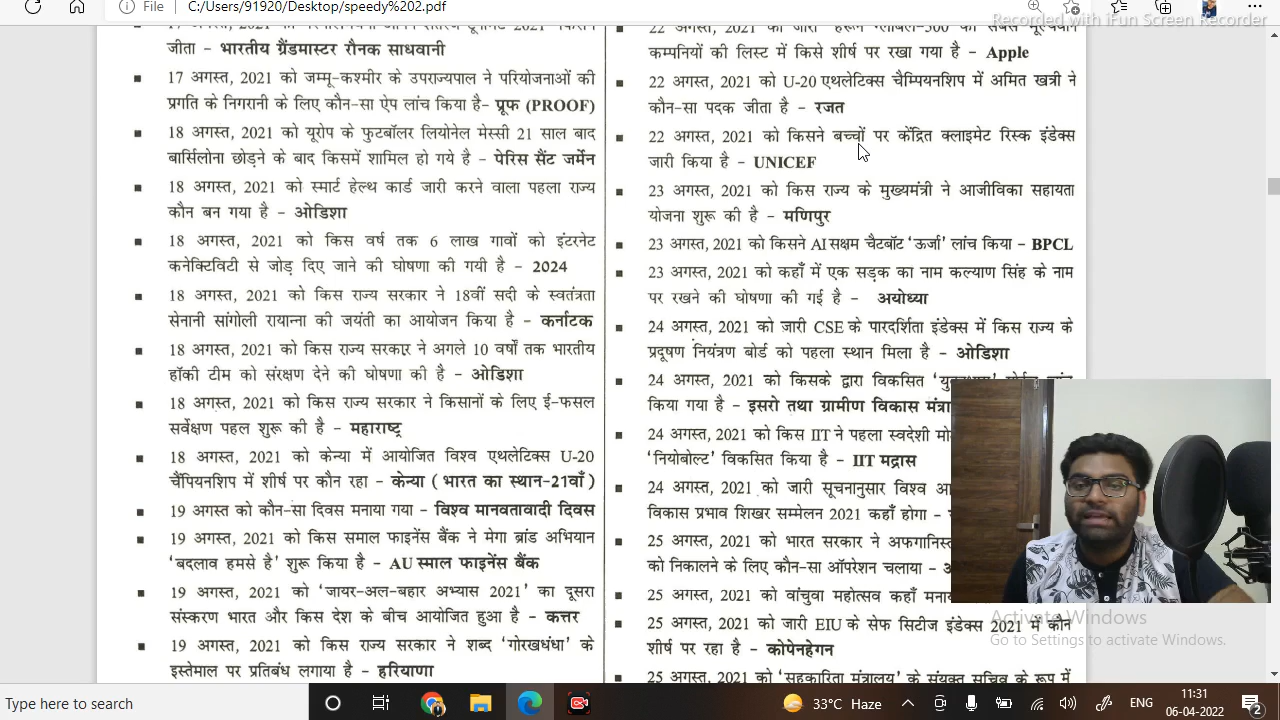 File
C:/Users/91920/Desktop/speedy%202.pdf
Recorded with iFun Screen Recorder
जीता – भारतीय ग्रैंडमास्टर रौनक साधवानी
17 अगस्त, 2021 को जम्मू-कश्मीर के उपराज्यपाल ने परियोजनाओं की
प्रगति के निगरानी के लिए कौन-सा ऐप लांच किया है– प्रूफ (PROOF)
18 अगस्त, 2021 को यूरोप के फुटबॉलर लियोनेल मेस्सी 21 साल बाद
बार्सिलोना छोड़ने के बाद किसमें शामिल हो गये है – पेरिस सैंट जर्मेन
18 अगस्त, 2021 को स्मार्ट हेल्थ कार्ड जारी करने वाला पहला राज्य
कौन बन गया है – ओडिशा
18 अगस्त, 2021 को किस वर्ष तक 6 लाख गावों को इंटरनेट
कनेक्टिविटी से जोड़ दिए जाने की घोषणा की गयी है – 2024
18 अगस्त, 2021 को किस राज्य सरकार ने 18वीं सदी के स्वतंत्रता
सेनानी सांगोली रायान्ना की जयंती का आयोजन किया है – कर्नाटक
18 अगस्त, 2021 को किस राज्य सरकार ने अगले 10 वर्षों तक भारतीय
हॉकी टीम को संरक्षण देने की घोषणा की है – ओडिशा
18 अगस्त, 2021 को किस राज्य सरकार ने किसानों के लिए ई-फसल
सर्वेक्षण पहल शुरू की है – महाराष्ट्र
18 अगस्त, 2021 को केन्या में आयोजित विश्व एथलेटिक्स U-20
चैंपियनशिप में शीर्ष पर कौन रहा – केन्या ( भारत का स्थान-21वाँ )
19 अगस्त को कौन-सा दिवस मनाया गया – विश्व मानवतावादी दिवस
19 अगस्त, 2021 को किस समाल फाइनेंस बैंक ने मेगा ब्रांड अभियान
‘बदलाव हमसे है’ शुरू किया है – AU स्माल फाइनेंस बैंक
19 अगस्त, 2021 को ‘जायर-अल-बहार अभ्यास 2021’ का दूसरा
संस्करण भारत और किस देश के बीच आयोजित हुआ है – कत्तर
19 अगस्त, 2021 को किस राज्य सरकार ने शब्द ‘गोरखधंधा’ के
इस्तेमाल पर प्रतिबंध लगाया है – हरियाणा
कम्पनियों की लिस्ट में किसे शीर्ष पर रखा गया है – Apple
22 अगस्त, 2021 को U-20 एथलेटिक्स चैम्पियनशिप में अमित खत्री ने
कौन-सा पदक जीता है – रजत
22 अगस्त, 2021 को किसने बच्चों पर केंद्रित क्लाइमेट रिस्क इंडेक्स
जारी किया है – UNICEF
23 अगस्त, 2021 को किस राज्य के मुख्यमंत्री ने आजीविका सहायता
योजना शुरू की है – मणिपुर
23 अगस्त, 2021 को किसने AI सक्षम चैटबॉट ‘ऊर्जा’ लांच किया – BPCL
23 अगस्त, 2021 को कहाँ में एक सड़क का नाम कल्याण सिंह के नाम
पर रखने की घोषणा की गई है – अयोध्या
24 अगस्त, 2021 को जारी CSE के पारदर्शिता इंडेक्स में किस राज्य के
प्रदूषण नियंत्रण बोर्ड को पहला स्थान मिला है – ओडिशा
24 अगस्त, 2021 को किसके द्वारा विकसित
किया गया है – इसरो तथा ग्रामीण विकास मंत्रा
24 अगस्त, 2021 को किस IIT ने पहला स्वदेशी मो
‘नियोबोल्ट’ विकसित किया है – IIT मद्रास
24 अगस्त, 2021 को जारी सूचनानुसार विश्व आ
विकास प्रभाव शिखर सम्मेलन 2021 कहाँ होगा –
25 अगस्त, 2021 को भारत सरकार ने अफगानिस्त
को निकालने के लिए कौन-सा ऑपरेशन चलाया –
25 अगस्त, 2021 को वांचुवा महोत्सव कहाँ मना
25 अगस्त, 2021 को जारी EIU के सेफ सिटीज इंडेक्स 2021 में कौन
शीर्ष पर रहा है – कोपेनहेगन
25 अगस्त, 2021 को ‘सहकारिता मंत्रालय’ के संयुक्त सचिव के रूप में
Activate Windows
Go to Settings to activate Windows.
Type here to search
33°C Haze
ENG
11:31
06-04-2022
2